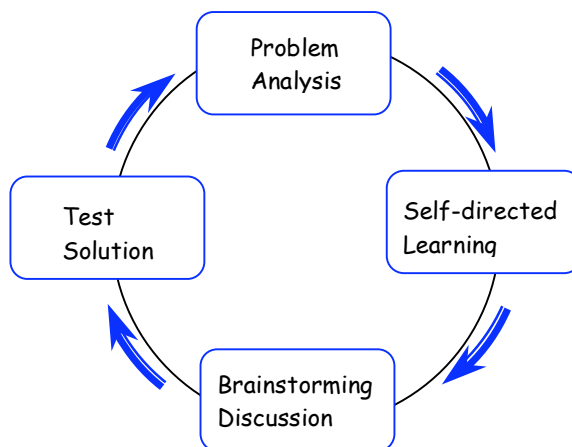 Problem
Analysis
Self-directed
Learning
Brainstorming
Discussion
Test
Solution